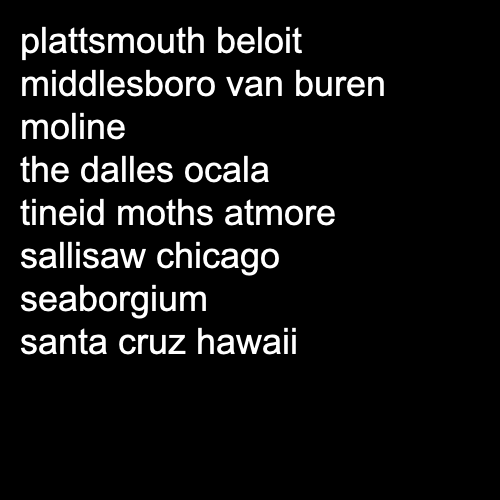 plattsmouth beloit
middlesboro van buren
moline
the dalles ocala
tineid moths atmore
sallisaw chicago
seaborgium
santa cruz hawaii